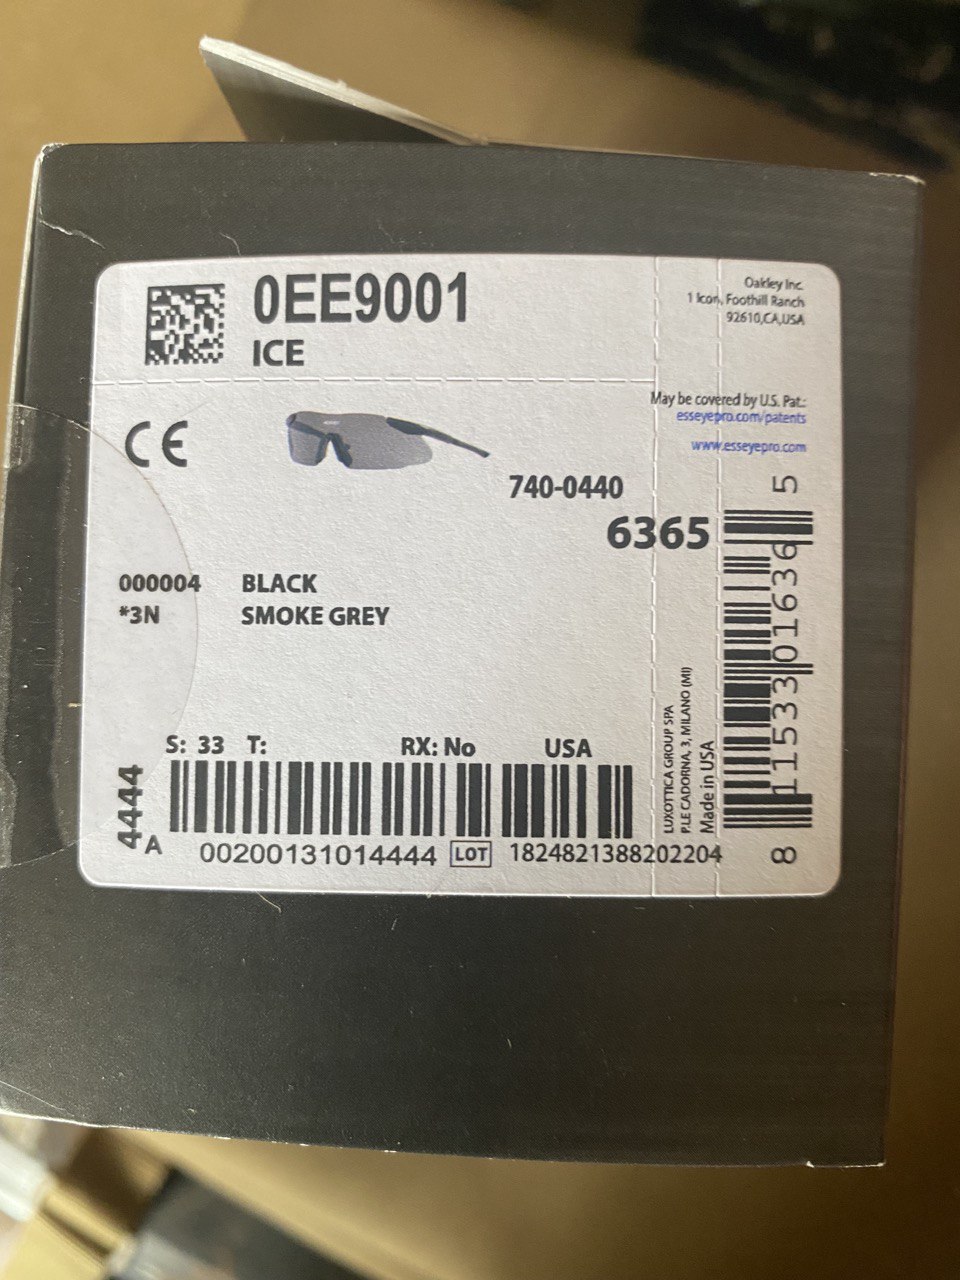 0EE9001
ICE
Oakley Inc.
1 Icon, Foothill Ranch
92610,CA,USA
May be covered by U.S. Pat.:
esseyepro.com/patents
www.esseyepro.com
CE
740-0440
6365
000004 BLACK
*3N SMOKE GREY
S: 33 T: RX: No USA
4444
A
00200131014444 LOT 1824821388202204
LUXOTTICA GROUP SPA
P.LE CADORNA, 3, MILANO (MI)
Made in USA
8 11533 01636 5